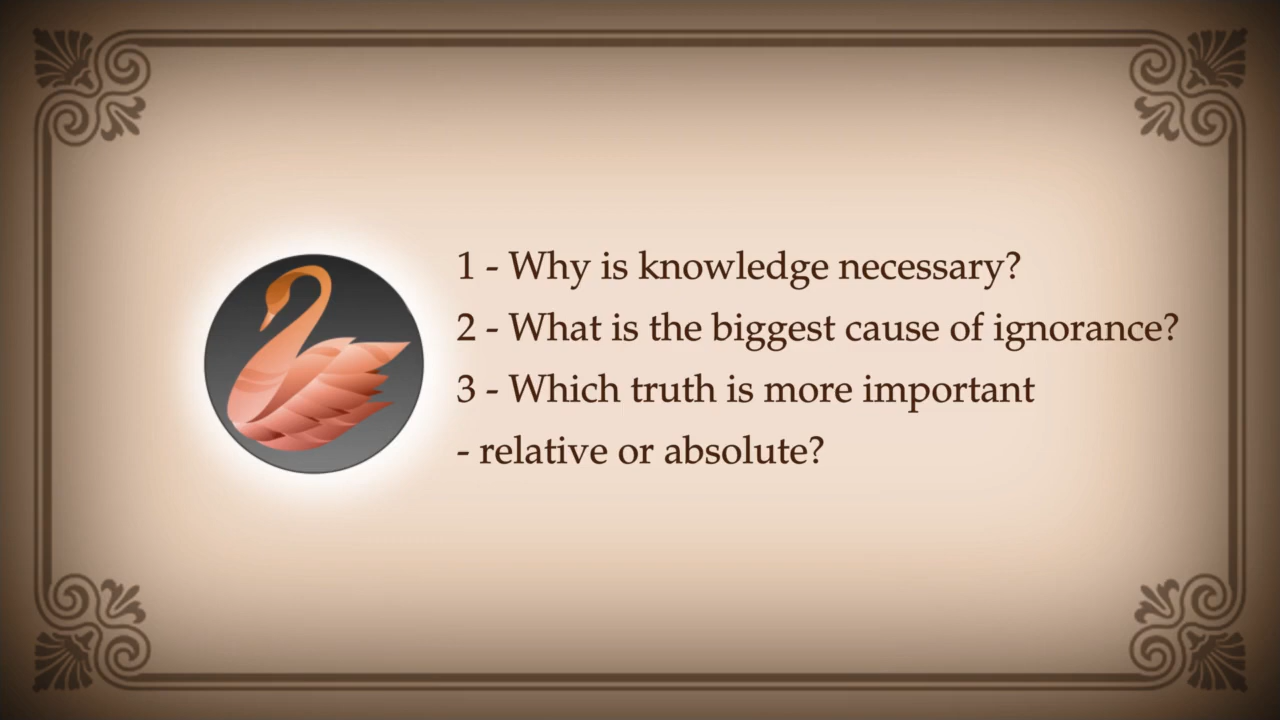 1 - Why is knowledge necessary?
2 - What is the biggest cause of ignorance?
3 - Which truth is more important
- relative or absolute?